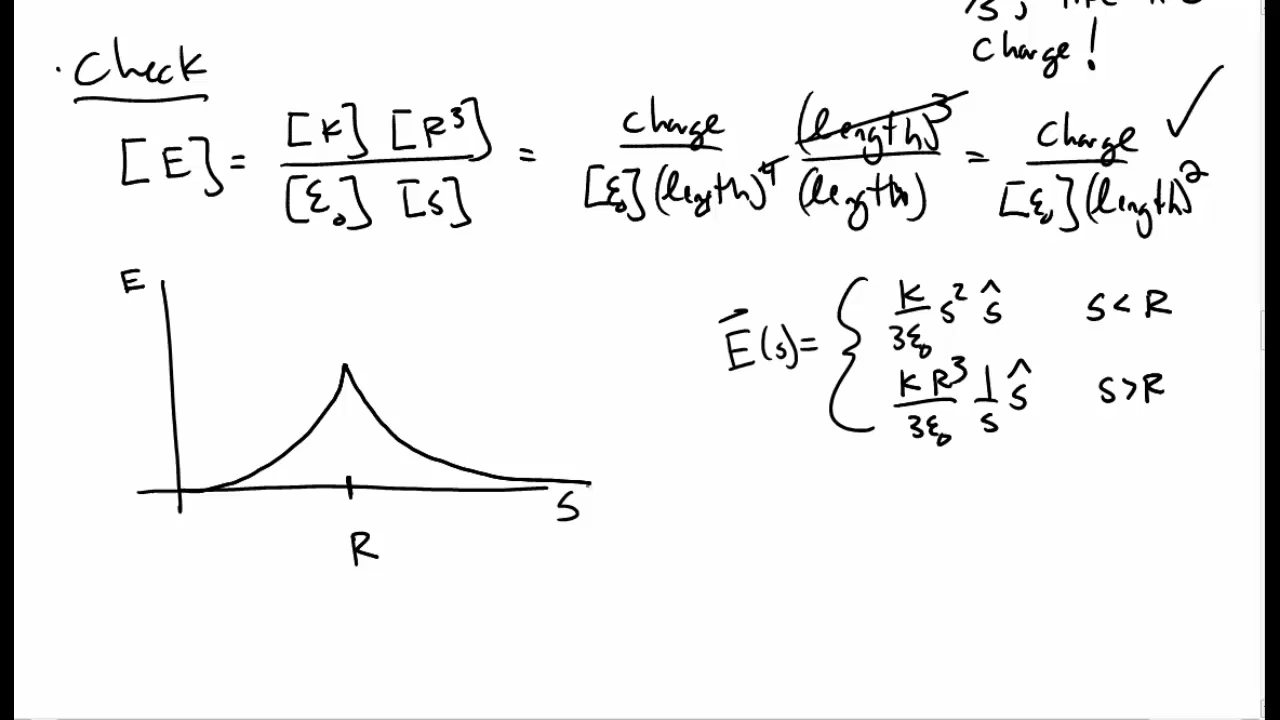 charge!
· Check
[E] = [k] [R³] / [ε₀] [s] = charge / [ε₀] (length)⁴ (length)³ / (length) = charge / [ε₀] (length)² ✓
E
E⃗(s) = { k / 3ε₀ s² ŝ    s < R
k R³ / 3ε₀ 1 / s ŝ    s > R
S
R